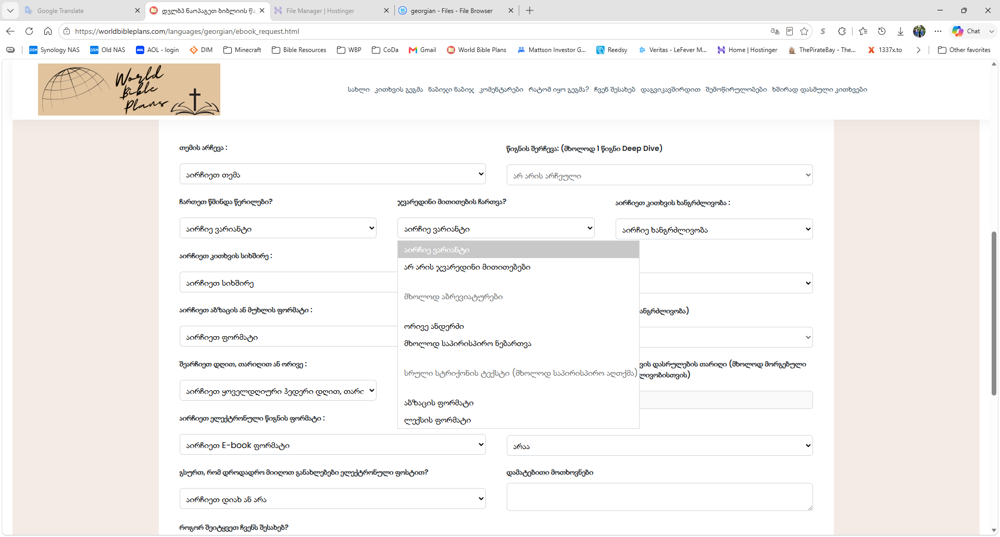 Google Translate
დვლბპ ნაოპაგეთ ბიბლიის წა
File Manager | Hostinger
georgian - Files - File Browser
https://worldbibleplans.com/languages/georgian/ebook_request.html
Chat
Synology NAS
Old NAS
AOL - login
DIM
Minecraft
Bible Resources
WBP
CoDa
Gmail
World Bible Plans
Mattson Investor G...
Reedsy
Veritas - LeFever M...
Home | Hostinger
ThePirateBay - The...
1337x.to
Other favorites
World
Bible
Plans
სახლი კითხვის გეგმა ნაბიჯი ნაბიჯ კომენტარები რატომ იყო გეგმა? ჩვენ შესახებ დაგვიკავშირდით შემოწირულობები ხშირად დასმული კითხვები
თემის არჩევა :
წიგნის შერჩევა: (მხოლოდ 1 წიგნი Deep Dive)
აირჩიეთ თემა
არ არის არჩეული
ჩართეთ წმინდა წერილები?
ჯვარედინი მითითების ჩართვა?
აირჩიეთ კითხვის ხანგრძლივობა :
აირჩიე ვარიანტი
აირჩიე ვარიანტი
აირჩიე ხანგრძლივობა
აირჩიე ვარიანტი
აირჩიეთ კითხვის სიხშირე :
არ არის ჯვარედინი მითითებები
აირჩიეთ სიხშირე
მხოლოდ აბრევიატურები
აირჩიეთ აბზაცის ან მუხლის ფორმატი :
ანგრძლივობა)
ორივე ანდერძი
აირჩიეთ ფორმატი
მხოლოდ საპირისპირო ნებართვა
შეარჩიეთ დღით, თარიღით ან ორივე :
ვის დასრულების თარიღი (მხოლოდ მორგებული
ლივობისთვის)
სრული სტრიქონის ტექსტი (მხოლოდ საპირისპირო აღთქმა)
აირჩიეთ ყოველდღიური ჰედერი დღით, თარი
აბზაცის ფორმატი
აირჩიეთ ელექტრონული წიგნის ფორმატი :
ლექსის ფორმატი
აირჩიეთ E-book ფორმატი
არაა
გსურთ, რომ დროდადრო მიიღოთ განახლებები ელექტრონული ფოსტით?
დამატებითი მოთხოვნები
აირჩიეთ დიახ ან არა
როგორ შეიტყვეთ ჩვენს შესახებ?